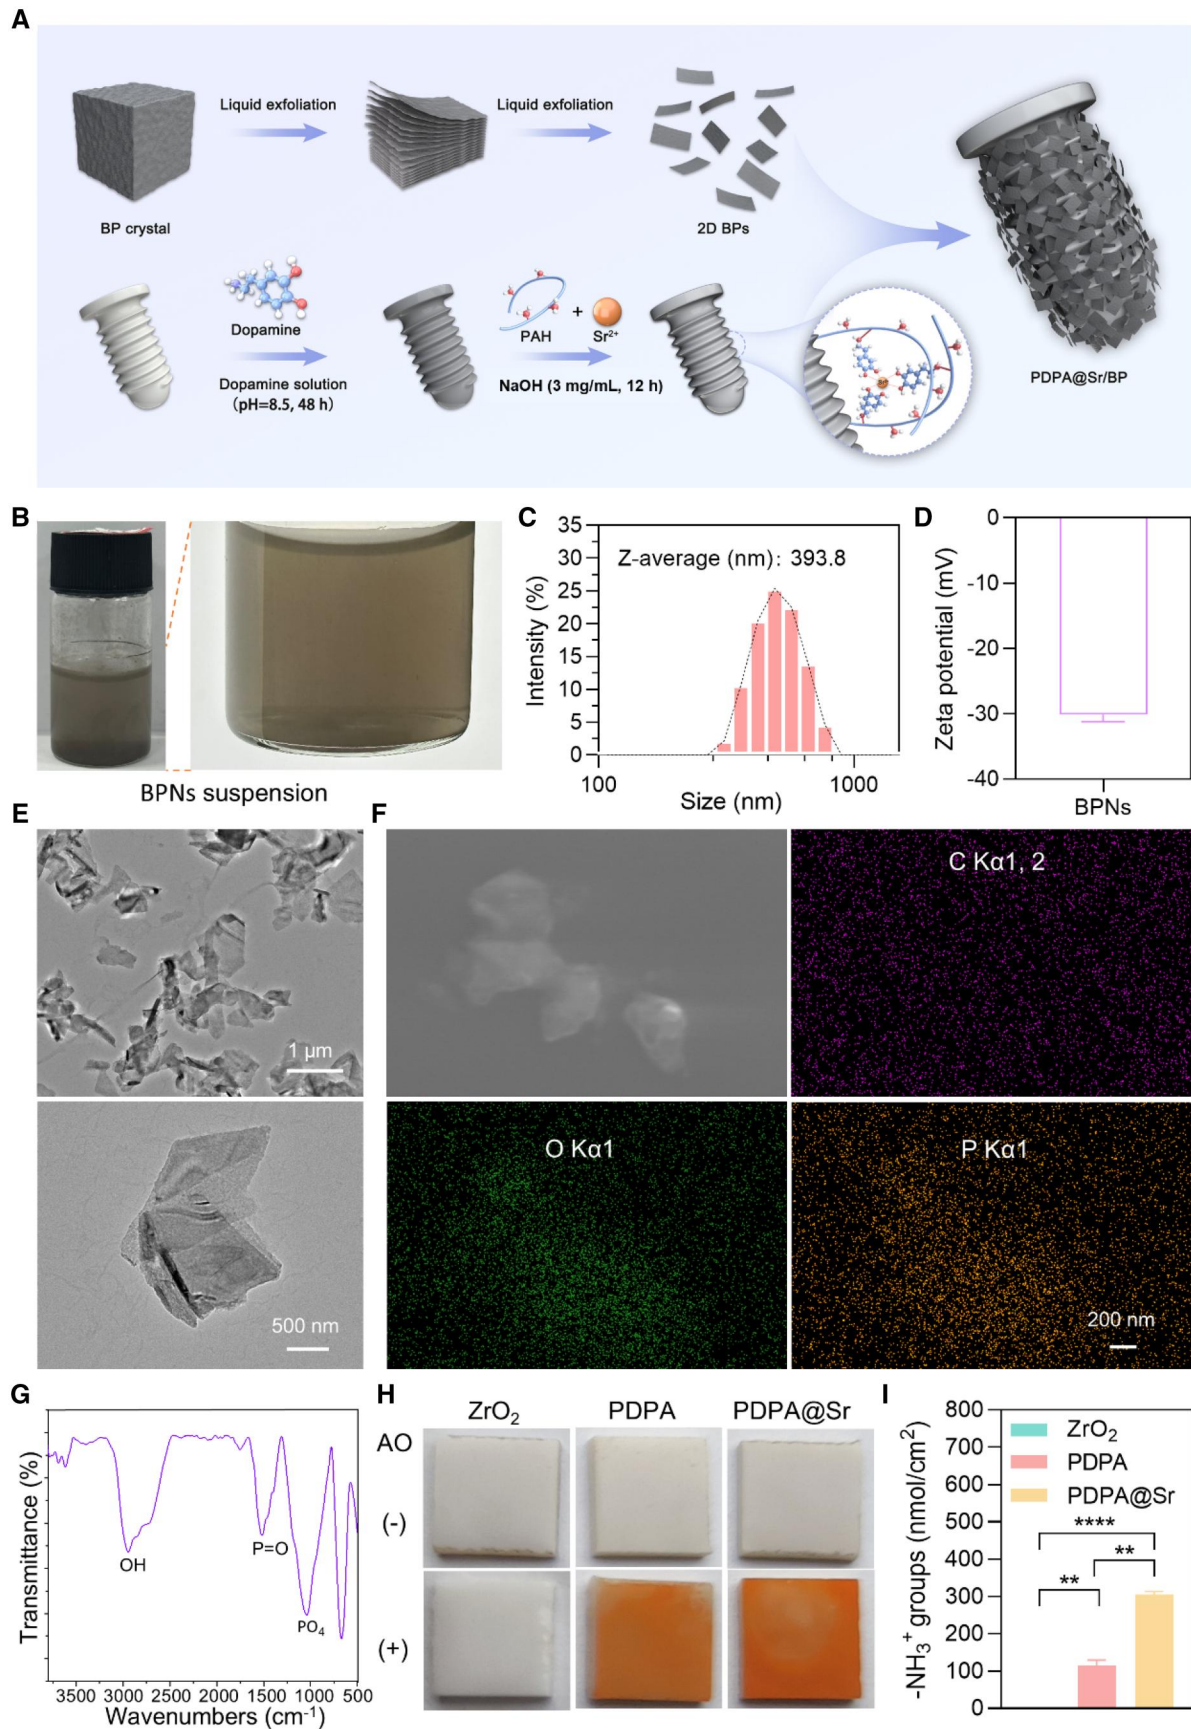 A
Liquid exfoliation
Liquid exfoliation
BP crystal
2D BPs
Dopamine
PAH
+
Sr²⁺
Dopamine solution
(pH=8.5, 48 h)
NaOH (3 mg/mL, 12 h)
PDPA@Sr/BP
B
BPNs suspension
C
35
30
25
20
15
10
5
0
Intensity (%)
Z-average (nm): 393.8
100
1000
Size (nm)
D
0
-10
-20
-30
-40
Zeta potential (mV)
BPNs
E
1 μm
500 nm
F
C Kα1, 2
O Kα1
P Kα1
200 nm
G
Transmittance (%)
OH
P=O
PO₄
3500 3000 2500 2000 1500 1000 500
Wavenumbers (cm⁻¹)
H
ZrO₂ PDPA PDPA@Sr
AO
(-)
(+)
I
800
700
600
500
400
300
200
100
0
-NH₃⁺ groups (nmol/cm²)
ZrO₂
PDPA
PDPA@Sr
****
**
**